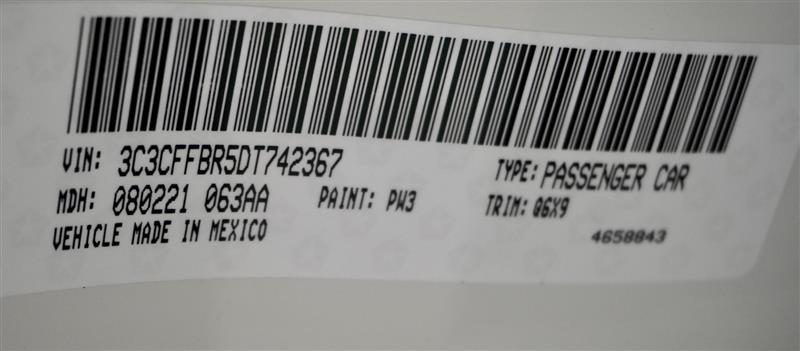 VIN: 3C3CFFBR5DT742367 TYPE: PASSENGER CAR
MDH: 080221 063AA PAINT: PW3 TRIM: Q6X9
VEHICLE MADE IN MEXICO 4658843